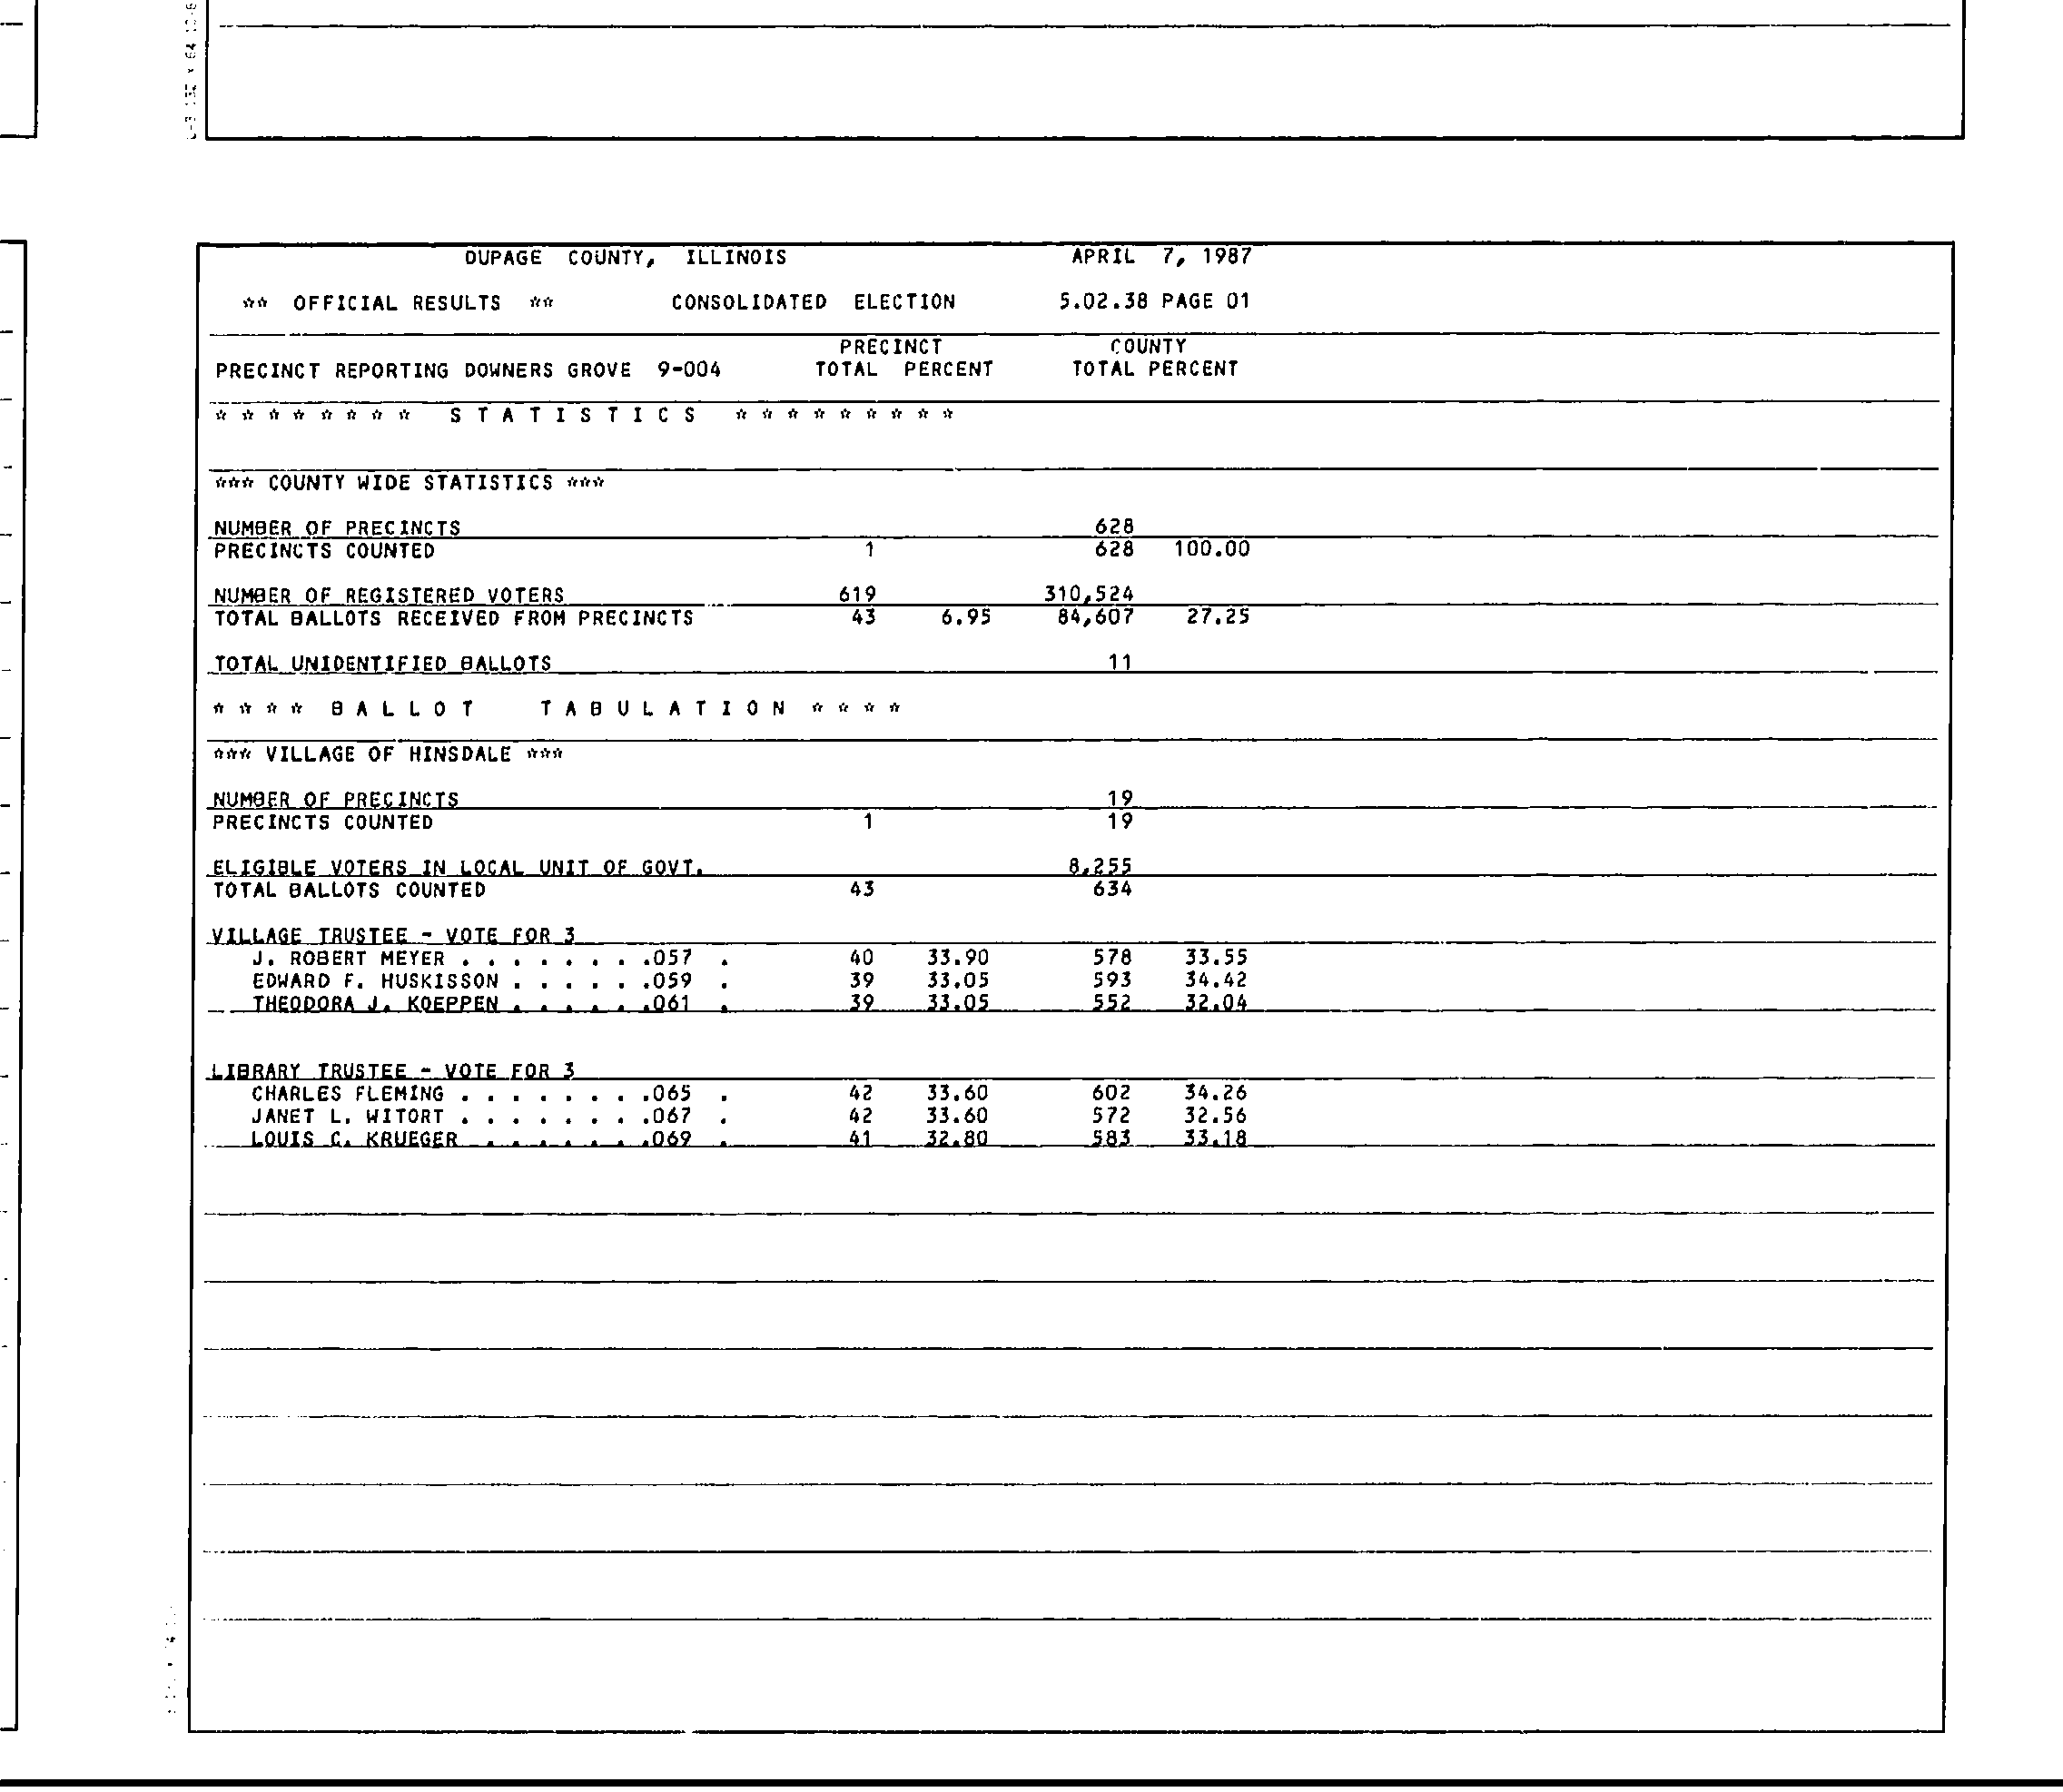 DUPAGE COUNTY, ILLINOIS APRIL 7, 1987
** OFFICIAL RESULTS ** CONSOLIDATED ELECTION 5.02.38 PAGE 01
PRECINCT COUNTY
PRECINCT REPORTING DOWNERS GROVE 9-004 TOTAL PERCENT TOTAL PERCENT
* * * * * * * * S T A T I S T I C S * * * * * * * * *
*** COUNTY WIDE STATISTICS ***
NUMBER OF PRECINCTS 628
PRECINCTS COUNTED 1 628 100.00
NUMBER OF REGISTERED VOTERS 619 310,524
TOTAL BALLOTS RECEIVED FROM PRECINCTS 43 6.95 84,607 27.25
TOTAL UNIDENTIFIED BALLOTS 11
* * * * B A L L O T T A B U L A T I O N * * * *
*** VILLAGE OF HINSDALE ***
NUMBER OF PRECINCTS 19
PRECINCTS COUNTED 1 19
ELIGIBLE VOTERS IN LOCAL UNIT OF GOVT. 8,255
TOTAL BALLOTS COUNTED 43 634
VILLAGE TRUSTEE - VOTE FOR 3
J. ROBERT MEYER . . . . . . . .057 . 40 33.90 578 33.55
EDWARD F. HUSKISSON . . . . . .059 . 39 33.05 593 34.42
THEODORA J. KOEPPEN . . . . . .061 . 39 33.05 552 32.04
LIBRARY TRUSTEE - VOTE FOR 3
CHARLES FLEMING . . . . . . . .065 . 42 33.60 602 34.26
JANET L. WITORT . . . . . . . .067 . 42 33.60 572 32.56
LOUIS C. KRUEGER . . . . . . .069 . 41 32.80 583 33.18